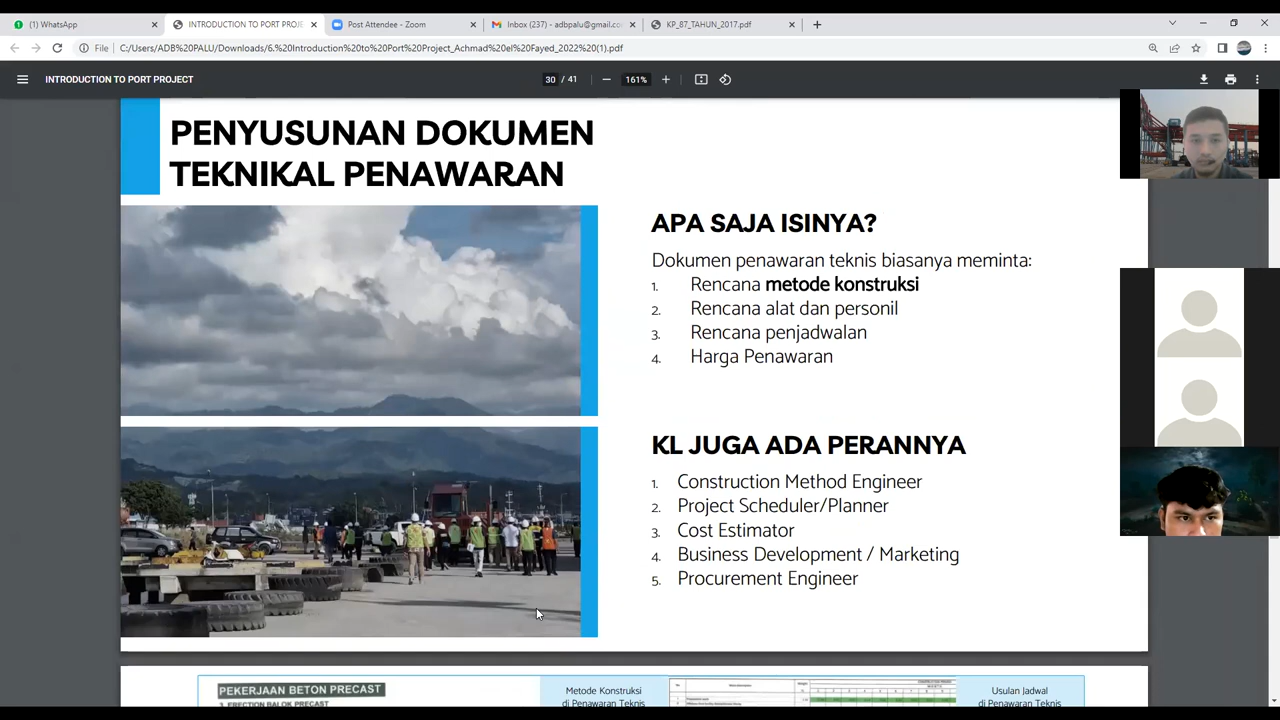 (1) WhatsApp
INTRODUCTION TO PORT PROJE
Post Attendee - Zoom
Inbox (237) - adbpalu@gmail.co
KP_87_TAHUN_2017.pdf
File
C:/Users/ADB%20PALU/Downloads/6.%20Introduction%20to%20Port%20Project_Achmad%20el%20Fayed_2022%20(1).pdf
INTRODUCTION TO PORT PROJECT
30 / 41
161%
PENYUSUNAN DOKUMEN
TEKNIKAL PENAWARAN
APA SAJA ISINYA?
Dokumen penawaran teknis biasanya meminta:
1. Rencana metode konstruksi
2. Rencana alat dan personil
3. Rencana penjadwalan
4. Harga Penawaran
KL JUGA ADA PERANNYA
1. Construction Method Engineer
2. Project Scheduler/Planner
3. Cost Estimator
4. Business Development / Marketing
5. Procurement Engineer
PEKERJAAN BETON PRECAST
1. ERECTION BALOK PRECAST
Metode Konstruksi
di Penawaran Teknis
Usulan Jadwal
di Penawaran Teknis